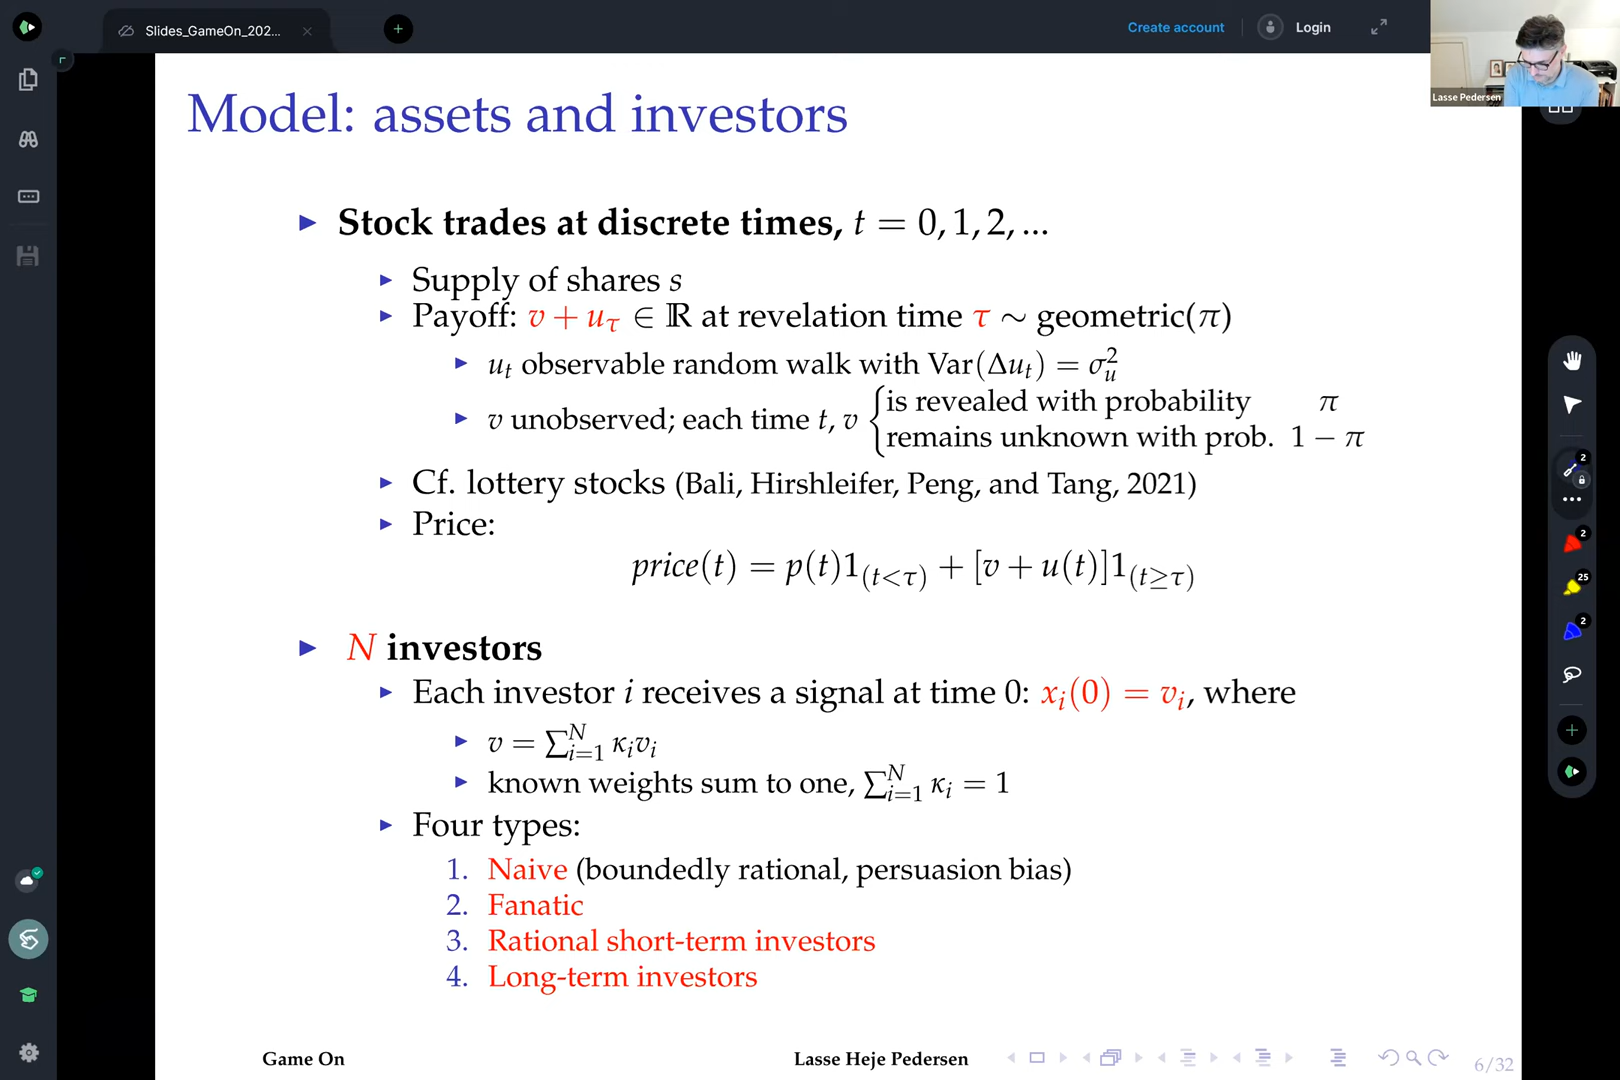 Slides_GameOn_202...
Create account
Login
Lasse Pedersen
Model: assets and investors
Stock trades at discrete times, t = 0, 1, 2, ...
Supply of shares s
Payoff: v + u_τ ∈ ℝ at revelation time τ ∼ geometric(π)
u_t observable random walk with Var(Δu_t) = σ_u^2
v unobserved; each time t, v { is revealed with probability π
remains unknown with prob. 1 − π
Cf. lottery stocks (Bali, Hirshleifer, Peng, and Tang, 2021)
Price:
price(t) = p(t)1_(t<τ) + [v + u(t)]1_(t≥τ)
N investors
Each investor i receives a signal at time 0: x_i(0) = v_i, where
v = ∑_{i=1}^N κ_i v_i
known weights sum to one, ∑_{i=1}^N κ_i = 1
Four types:
1. Naive (boundedly rational, persuasion bias)
2. Fanatic
3. Rational short-term investors
4. Long-term investors
Game On
Lasse Heje Pedersen
6/32
2
2
25
2